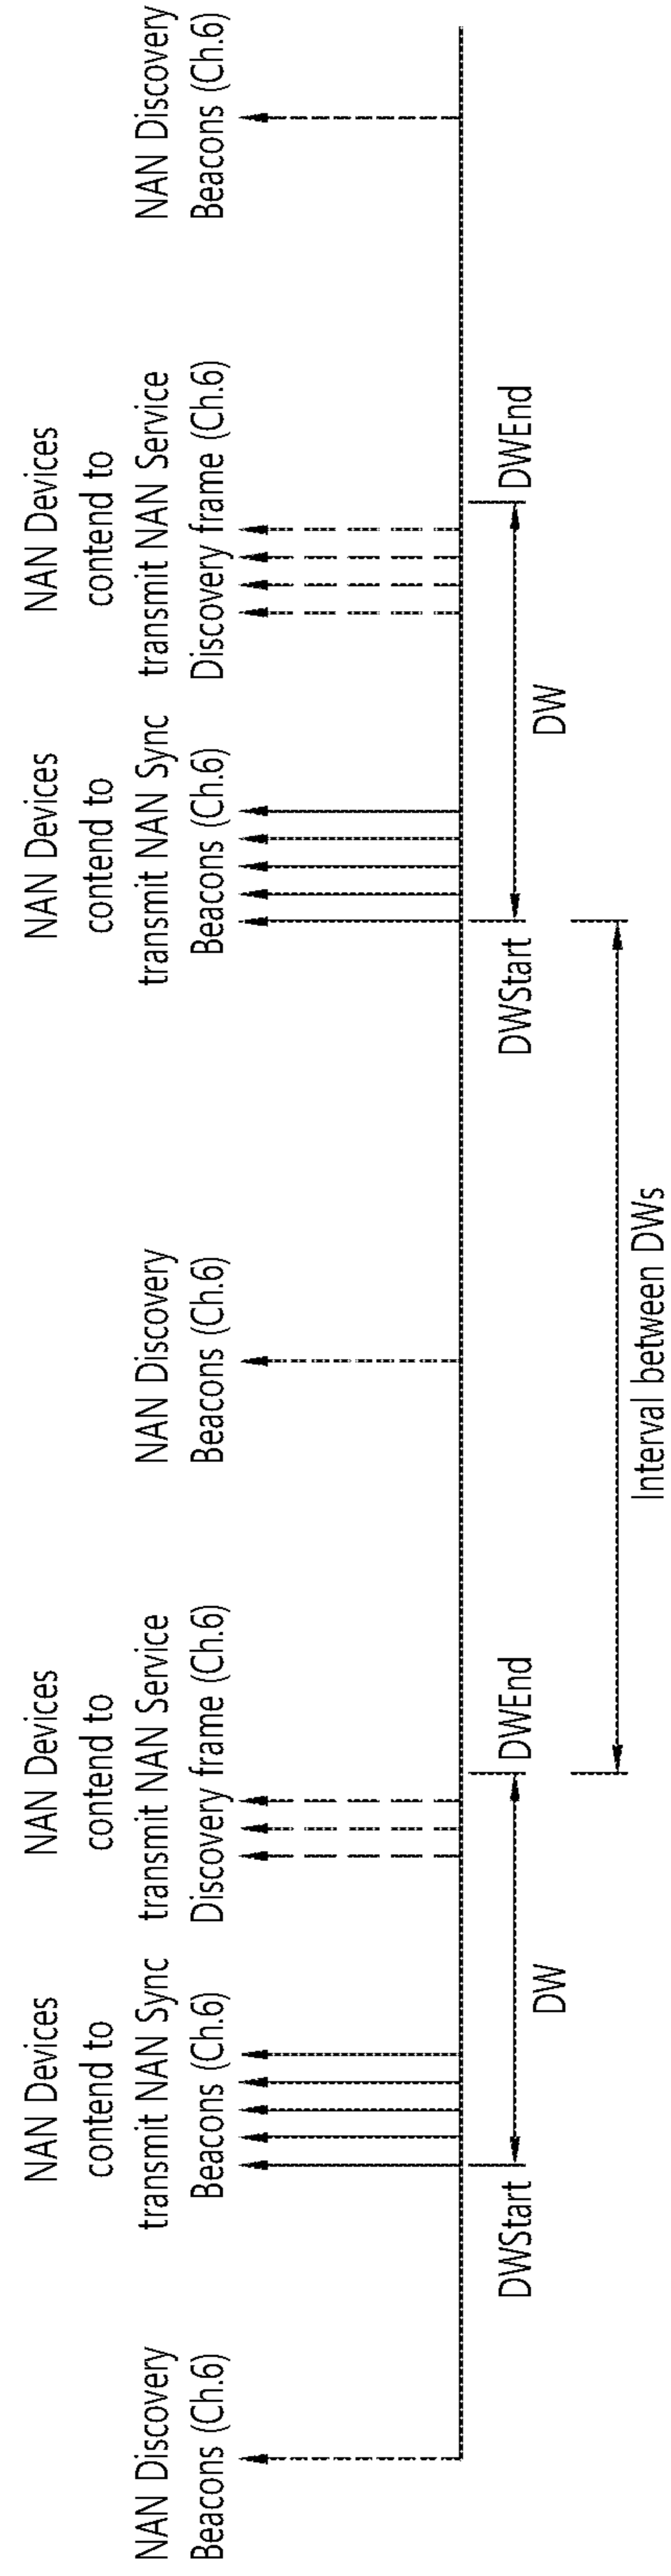 NAN Discovery
Beacons (Ch.6)
NAN Devices
contend to
transmit NAN Sync
Beacons (Ch.6)
NAN Devices
contend to
transmit NAN Service
Discovery frame (Ch.6)
NAN Discovery
Beacons (Ch.6)
NAN Devices
contend to
transmit NAN Sync
Beacons (Ch.6)
NAN Devices
contend to
transmit NAN Service
Discovery frame (Ch.6)
NAN Discovery
Beacons (Ch.6)
DWStart
DW
DWEnd
DWStart
DW
DWEnd
Interval between DWs